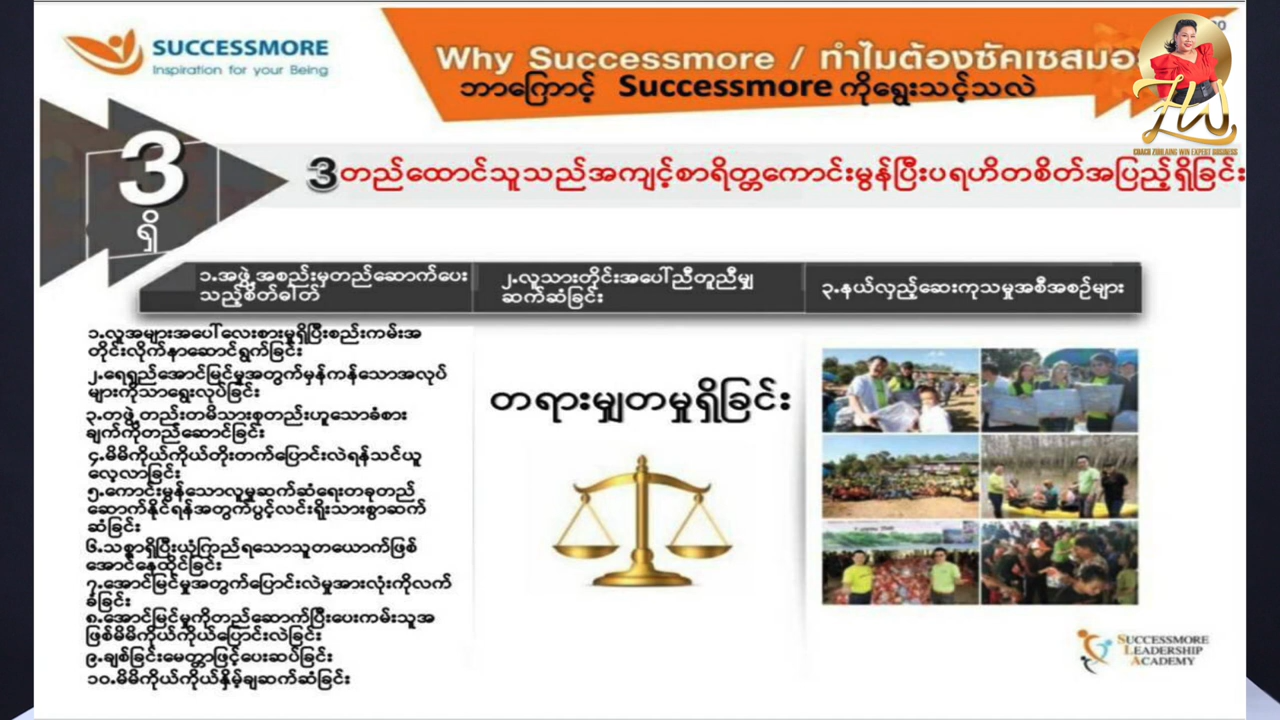 SUCCESSMORE
Inspiration for your Being
Why Successmore / ทำไมต้องซัคเซสมอ
ဘာကြောင့် Successmore ကိုရွေးသင့်သလဲ
COACH ZINLAING WIN EXPERT BUSINESS
3
ရှိ
3တည်ထောင်သူသည်အကျင့်စာရိတ္တကောင်းမွန်ပြီးပရဟိတစိတ်အပြည့်ရှိခြင်း
၁.အဖွဲ့အစည်းမှတည်ဆောက်ပေး
သည့်စိတ်ဓါတ်
၂.လူသားတိုင်းအပေါ်ညီတူညီမျှ
ဆက်ဆံခြင်း
၃.နယ်လှည့်ဆေးကုသမှုအစီအစဉ်များ
၁.လူအများအပေါ်လေးစားမှုရှိပြီးစည်းကမ်းအ
တိုင်းလိုက်နာဆောင်ရွက်ခြင်း
၂.ရေရှည်အောင်မြင်မှုအတွက်မှန်ကန်သောအလုပ်
များကိုသာရွေးလုပ်ခြင်း
၃.တဖွဲ့တည်းတမိသားစုတည်းဟူသောခံစား
ချက်ကိုတည်ဆောင်ခြင်း
၄.မိမိကိုယ်ကိုယ်တိုးတက်ပြောင်းလဲရန်သင်ယူ
လေ့လာခြင်း
၅.ကောင်းမွန်သောလူမှုဆက်ဆံရေးတခုတည်
ဆောက်နိုင်ရန်အတွက်ပွင့်လင်းရိုးသားစွာဆက်
ဆံခြင်း
၆.သစ္စာရှိပြီးယုံကြည်ရသောသူတယောက်ဖြစ်
အောင်နေထိုင်ခြင်း
၇.အောင်မြင်မှုအတွက်ပြောင်းလဲမှုအားလုံးကိုလက်
ခံခြင်း
၈.အောင်မြင်မှုကိုတည်ဆောက်ပြီးပေးကမ်းသူအ
ဖြစ်မိမိကိုယ်ကိုယ်ပြောင်းလဲခြင်း
၉.ချစ်ခြင်းမေတ္တာဖြင့်ပေးဆပ်ခြင်း
၁၀.မိမိကိုယ်ကိုယ်နှိမ့်ချဆက်ဆံခြင်း
တရားမျှတမှုရှိခြင်း
SUCCESSMORE
LEADERSHIP
ACADEMY